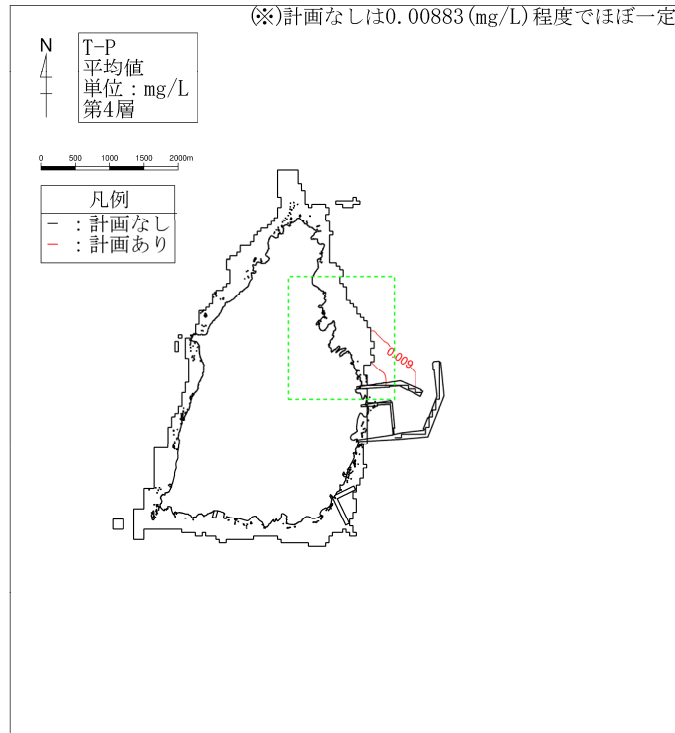 (※)計画なしは0.00883(mg/L)程度でほぼ一定
N
T-P
平均値
単位：mg/L
第4層
0 500 1000 1500 2000m
凡例
－ ：計画なし
－ ：計画あり
0.009